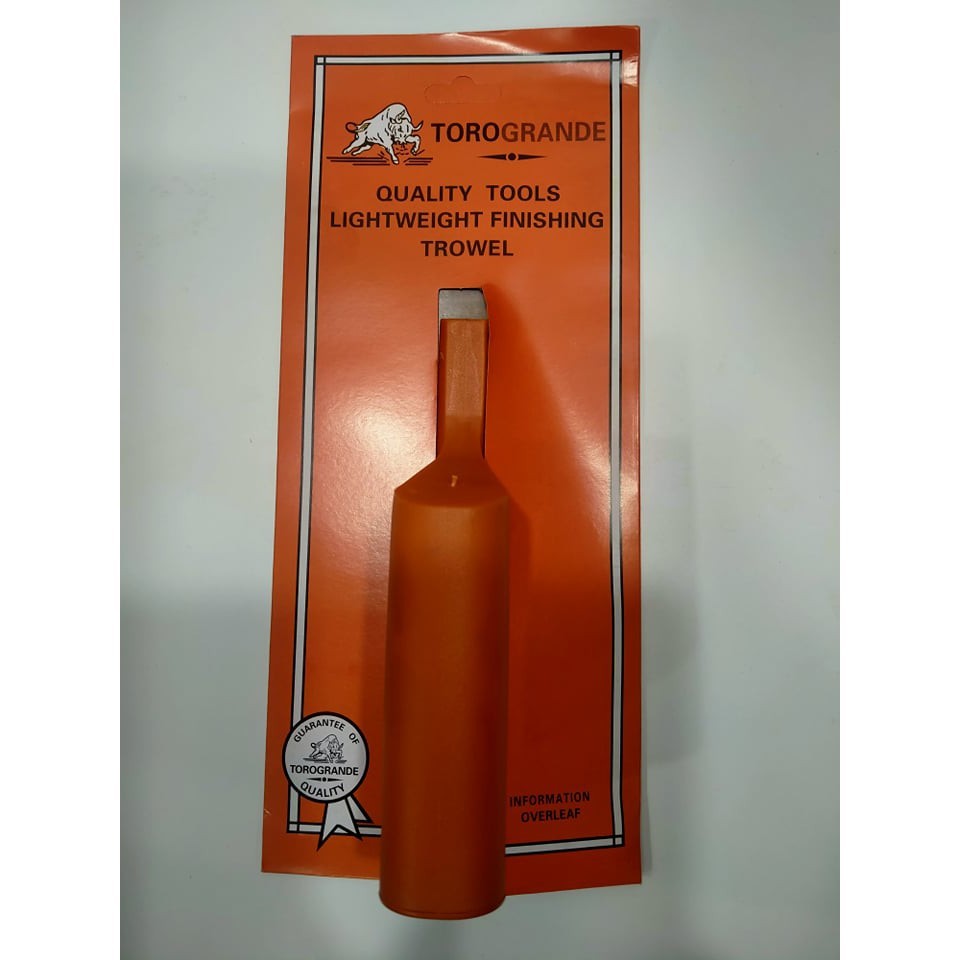 TOROGRANDE
QUALITY TOOLS
LIGHTWEIGHT FINISHING
TROWEL
GUARANTEE OF
TOROGRANDE
QUALITY
INFORMATION
OVERLEAF